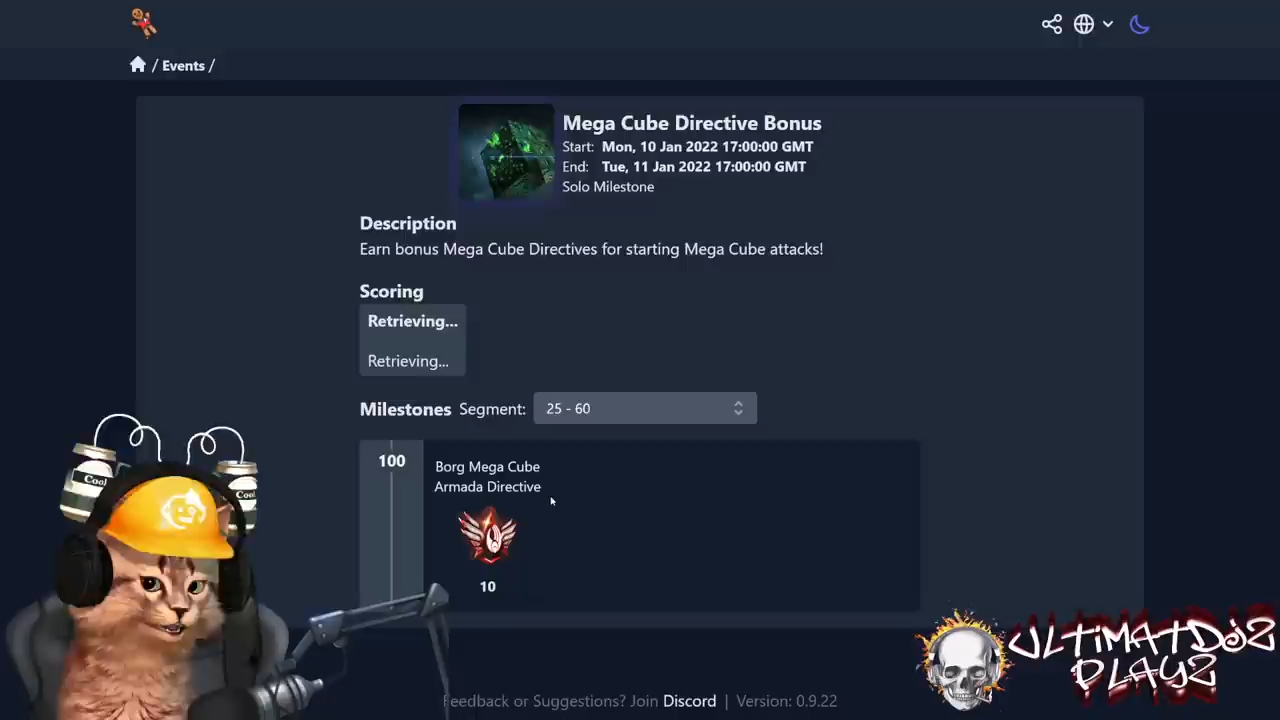 / Events /
Mega Cube Directive Bonus
Start: Mon, 10 Jan 2022 17:00:00 GMT
End: Tue, 11 Jan 2022 17:00:00 GMT
Solo Milestone
Description
Earn bonus Mega Cube Directives for starting Mega Cube attacks!
Scoring
Retrieving...
Retrieving...
Milestones Segment: 25 - 60
100
Borg Mega Cube
Armada Directive
10
Cool
Cool
ULTiMATDJZ
PLAYZ
Feedback or Suggestions? Join Discord | Version: 0.9.22